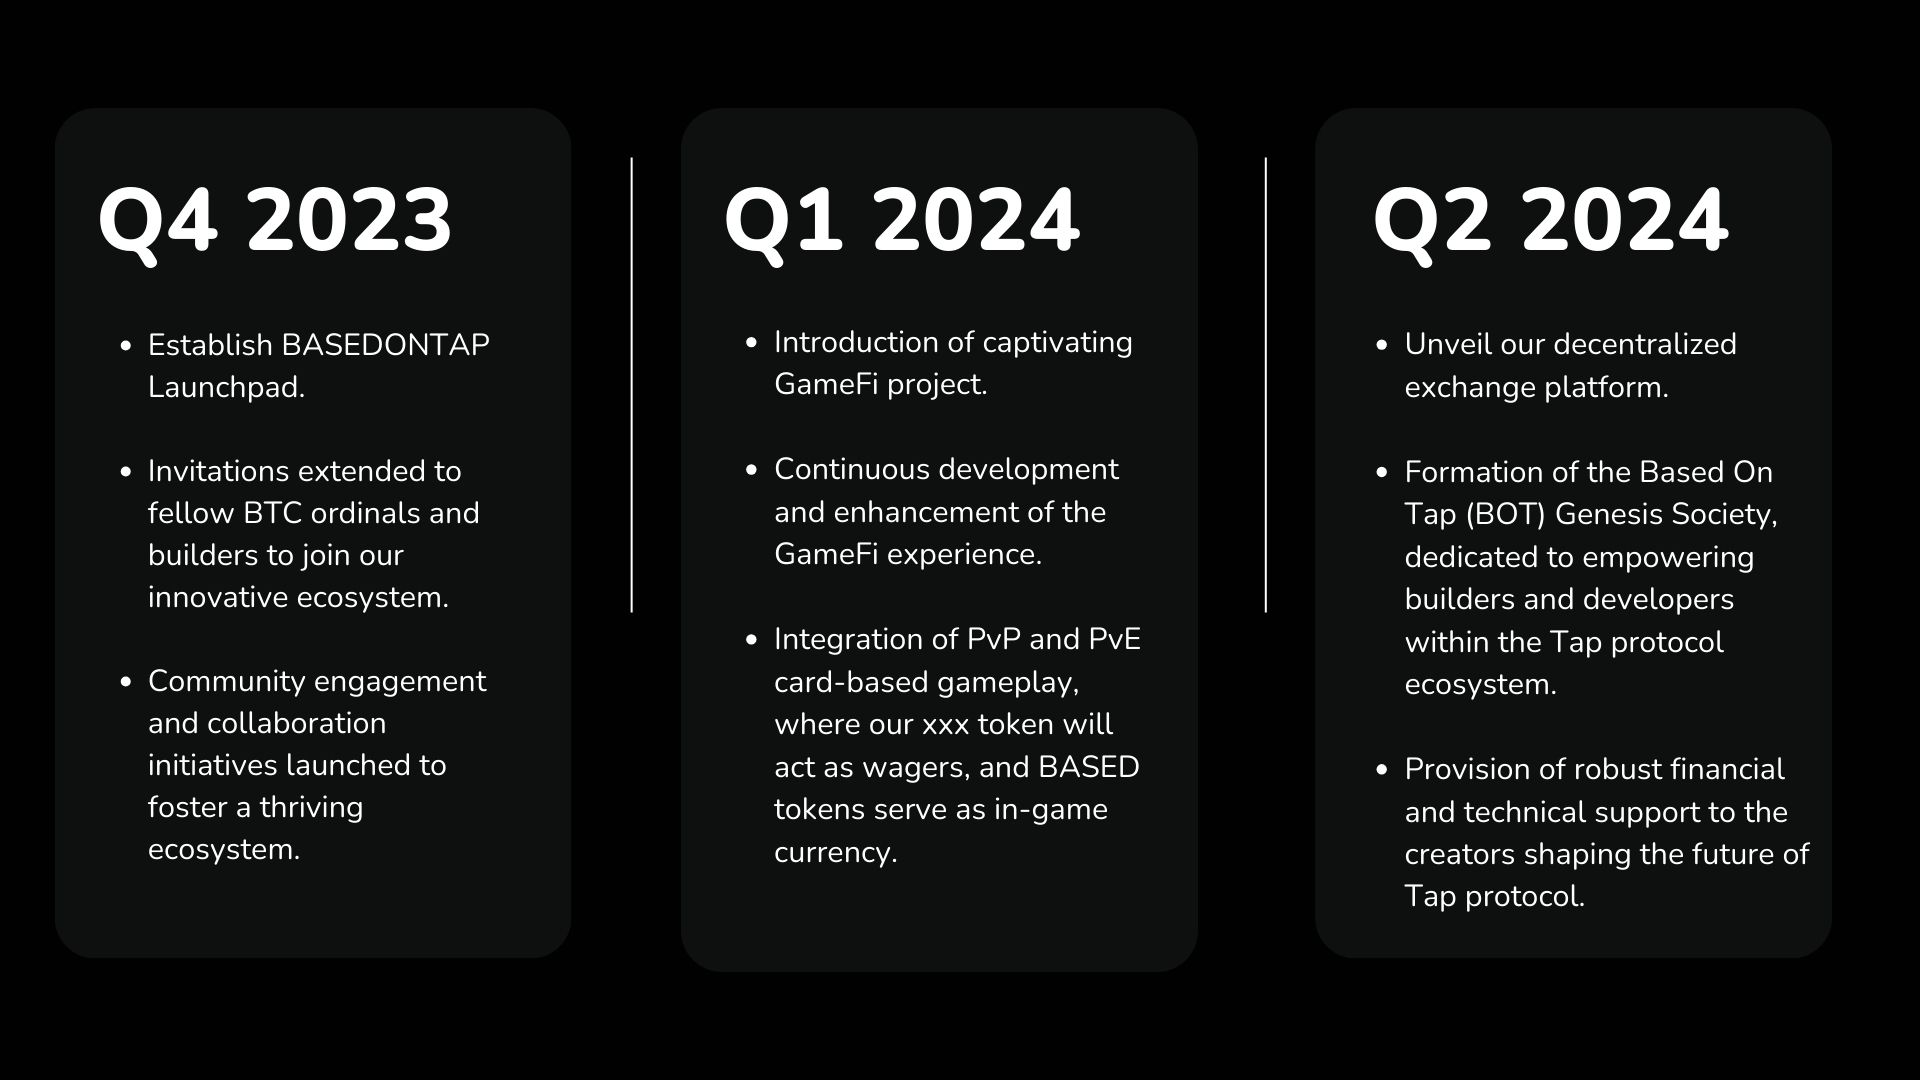 Q4 2023
• Establish BASEDONTAP
Launchpad.
• Invitations extended to
fellow BTC ordinals and
builders to join our
innovative ecosystem.
• Community engagement
and collaboration
initiatives launched to
foster a thriving
ecosystem.
Q1 2024
• Introduction of captivating
GameFi project.
• Continuous development
and enhancement of the
GameFi experience.
• Integration of PvP and PvE
card-based gameplay,
where our xxx token will
act as wagers, and BASED
tokens serve as in-game
currency.
Q2 2024
• Unveil our decentralized
exchange platform.
• Formation of the Based On
Tap (BOT) Genesis Society,
dedicated to empowering
builders and developers
within the Tap protocol
ecosystem.
• Provision of robust financial
and technical support to the
creators shaping the future of
Tap protocol.